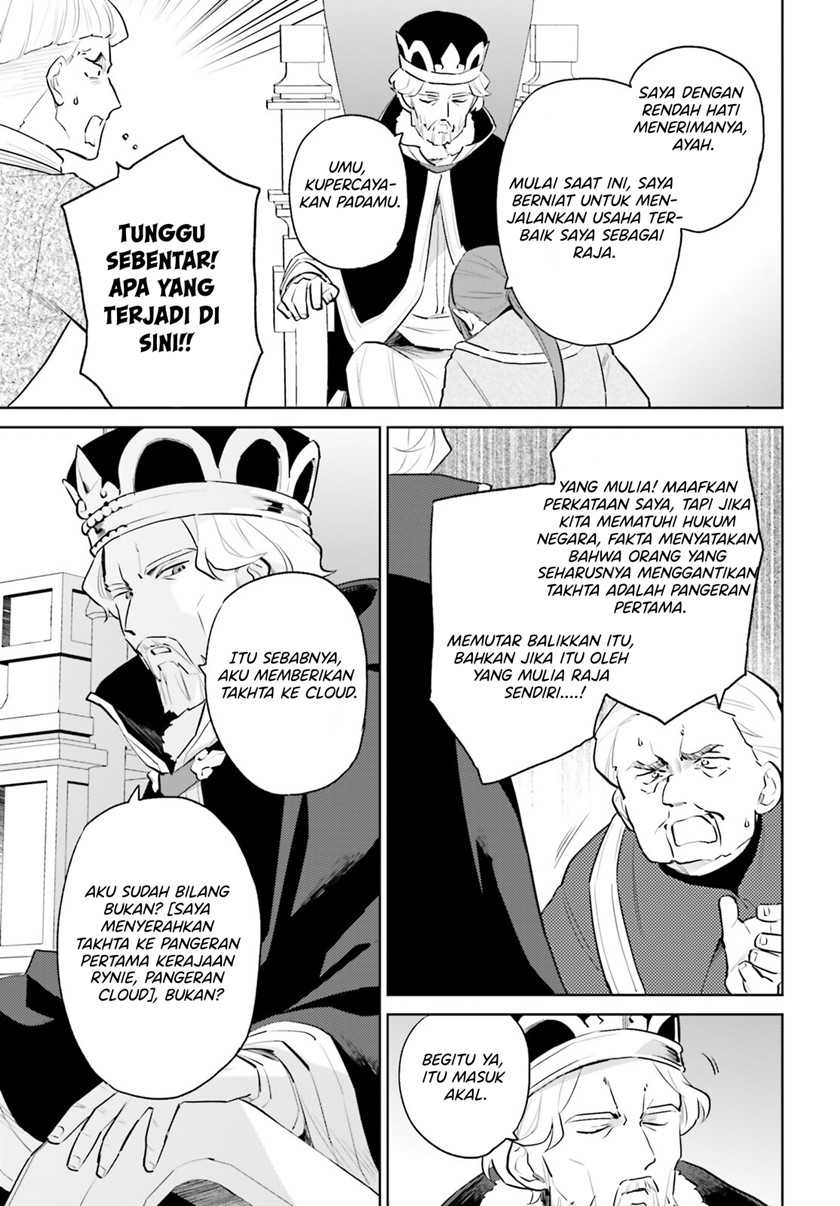 SAYA DENGAN
RENDAH HATI
MENERIMANYA,
AYAH.
MULAI SAAT INI, SAYA
BERNIAT UNTUK MEN-
JALANKAN USAHA TER-
BAIK SAYA SEBAGAI
RAJA.
UMU,
KUPERCAYA-
KAN PADAMU.
TUNGGU
SEBENTAR!
APA YANG
TERJADI DI
SINI!!
YANG MULIA! MAAFKAN
PERKATAAN SAYA, TAPI JIKA
KITA MEMATUHI HUKUM
NEGARA, FAKTA MENYATAKAN
BAHWA ORANG YANG
SEHARUSNYA MENGGANTIKAN
TAKHTA ADALAH PANGERAN
PERTAMA.
MEMUTAR BALIKKAN ITU,
BAHKAN JIKA ITU OLEH
YANG MULIA RAJA
SENDIRI....!
BEGITU YA,
ITU MASUK
AKAL.
ITU SEBABNYA,
AKU MEMBERIKAN
TAKHTA KE CLOUD.
AKU SUDAH BILANG
BUKAN? [SAYA
MENYERAHKAN
TAKHTA KE PANGERAN
PERTAMA KERAJAAN
RYNIE, PANGERAN
CLOUD], BUKAN?